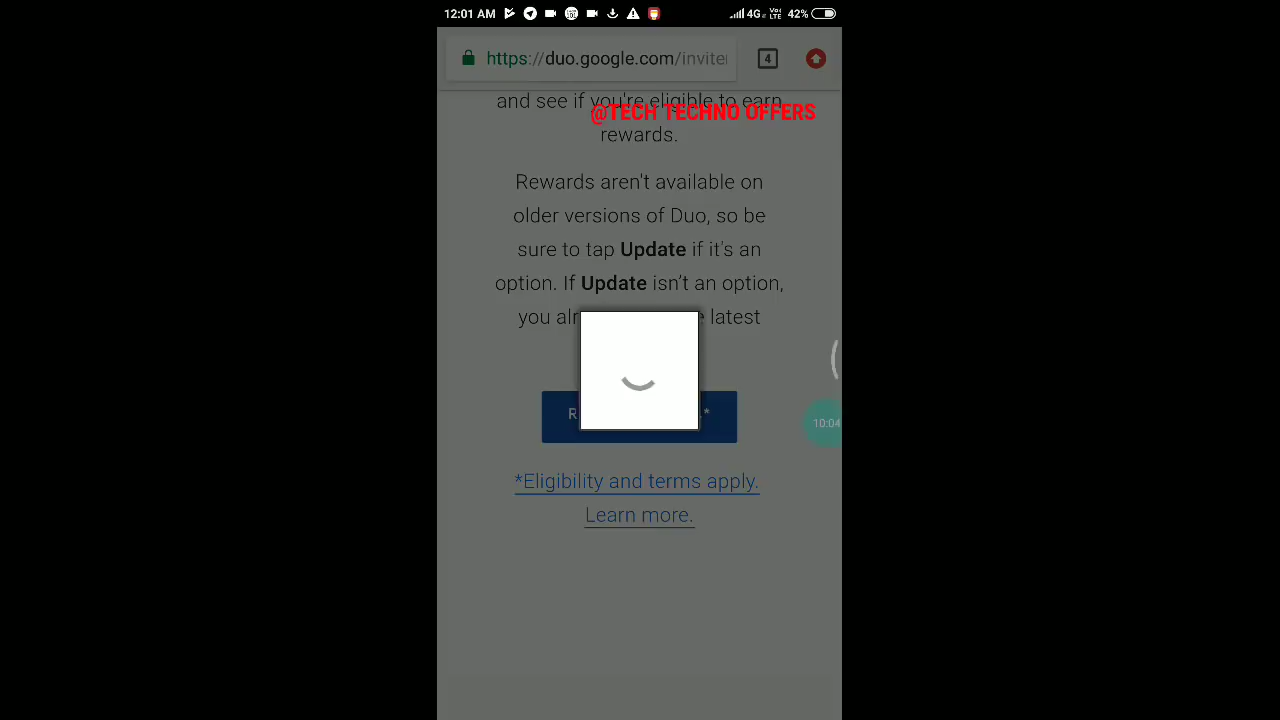 12:01 AM 4G VoLTE 42%
https://duo.google.com/invite
4
and see if you're eligible to earn
@TECH TECHNO OFFERS
rewards.
Rewards aren't available on
older versions of Duo, so be
sure to tap Update if it's an
option. If Update isn't an option,
you latest
10:04
*Eligibility and terms apply.
Learn more.